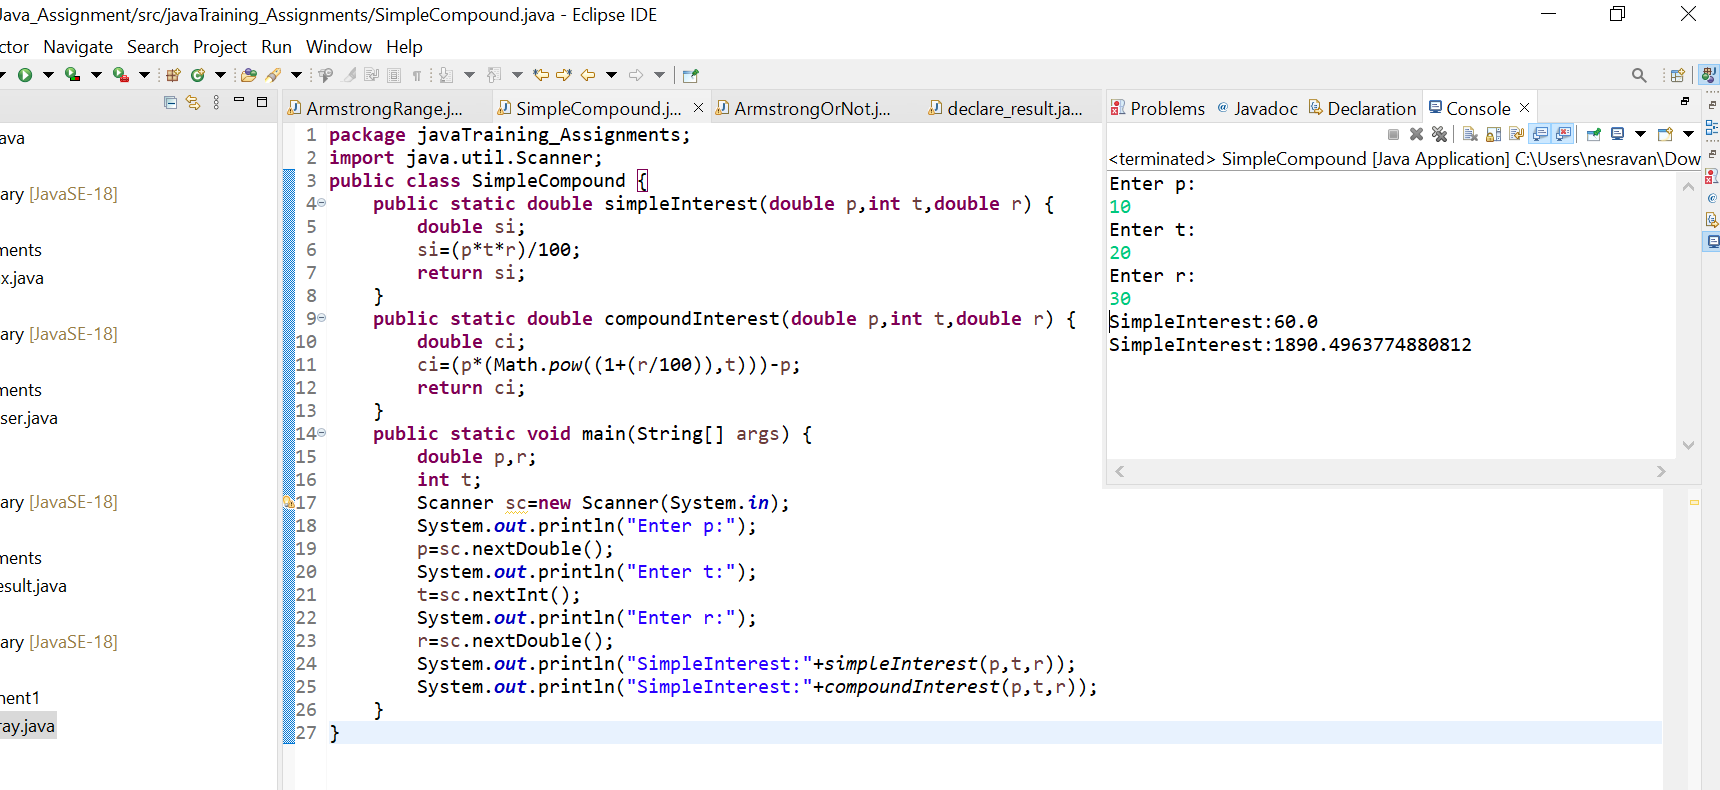 Java_Assignment/src/javaTraining_Assignments/SimpleCompound.java - Eclipse IDE
ctor Navigate Search Project Run Window Help
ava
ary [JavaSE-18]
ments
x.java
ary [JavaSE-18]
ments
ser.java
ary [JavaSE-18]
ments
esult.java
ary [JavaSE-18]
ment1
ray.java
ArmstrongRange.j... SimpleCompound.j... ArmstrongOrNot.j... declare_result.ja...
1 package javaTraining_Assignments;
2 import java.util.Scanner;
3 public class SimpleCompound {
4 public static double simpleInterest(double p,int t,double r) {
5 double si;
6 si=(p*t*r)/100;
7 return si;
8 }
9 public static double compoundInterest(double p,int t,double r) {
10 double ci;
11 ci=(p*(Math.pow((1+(r/100)),t)))-p;
12 return ci;
13 }
14 public static void main(String[] args) {
15 double p,r;
16 int t;
17 Scanner sc=new Scanner(System.in);
18 System.out.println("Enter p:");
19 p=sc.nextDouble();
20 System.out.println("Enter t:");
21 t=sc.nextInt();
22 System.out.println("Enter r:");
23 r=sc.nextDouble();
24 System.out.println("SimpleInterest:"+simpleInterest(p,t,r));
25 System.out.println("SimpleInterest:"+compoundInterest(p,t,r));
26 }
27 }
Problems Javadoc Declaration Console
<terminated> SimpleCompound [Java Application] C:\Users\nesravan\Dow
Enter p:
10
Enter t:
20
Enter r:
30
SimpleInterest:60.0
SimpleInterest:1890.4963774880812